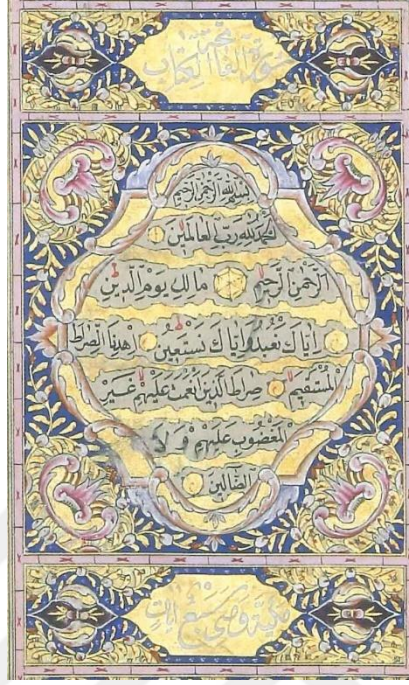 سورة الفاتحة الكتاب
بسم الله الرحمن الرحيم
الحمد لله رب العالمين
الرحمن الرحيم مالك يوم الدين
إياك نعبد وإياك نستعين اهدنا الصراط
المستقيم صراط الذين أنعمت عليهم غير
المغضوب عليهم ولا
الضالين
مكية وهي سبع آيات